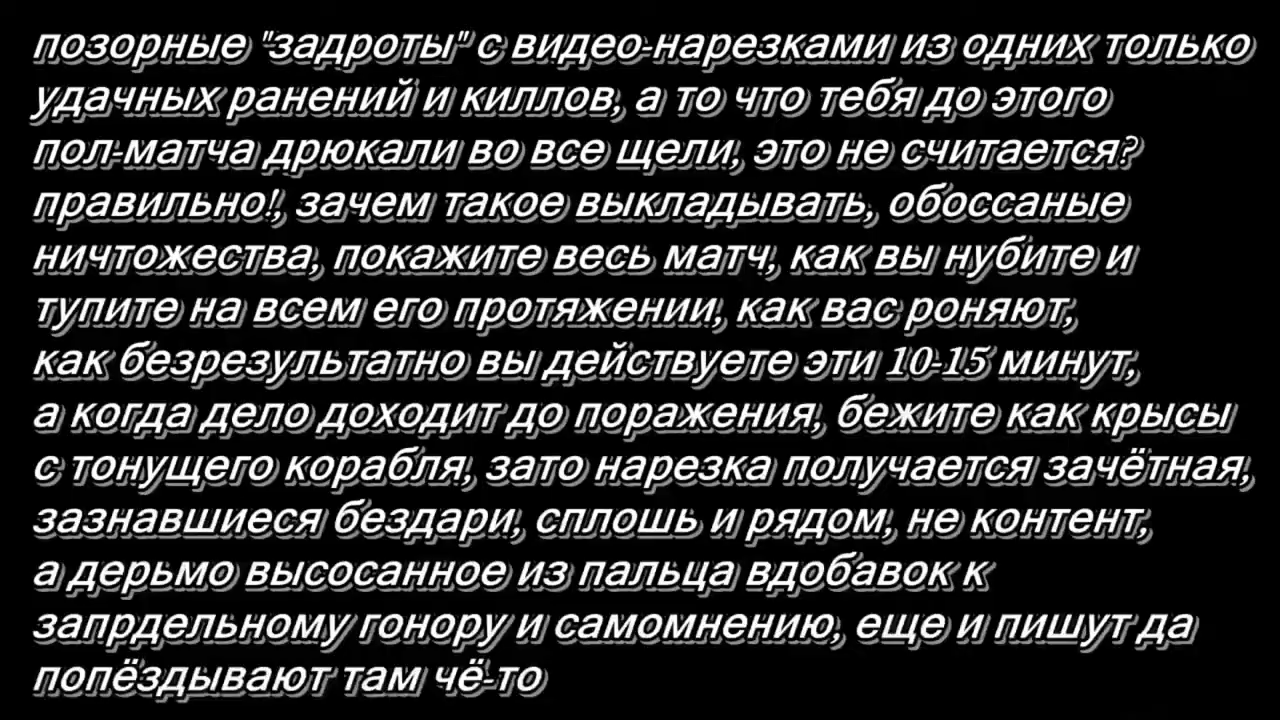 позорные "задроты" с видео-нарезками из одних только
удачных ранений и киллов, а то что тебя до этого
пол-матча дрюкали во все щели, это не считается?
правильно!, зачем такое выкладывать, обоссаные
ничтожества, покажите весь матч, как вы нубите и
тупите на всем его протяжении, как вас роняют,
как безрезультатно вы действуете эти 10-15 минут,
а когда дело доходит до поражения, бежите как крысы
с тонущего корабля, зато нарезка получается зачётная,
зазнавшиеся бездари, сплошь и рядом, не контент,
а дерьмо высосанное из пальца вдобавок к
запрдельному гонору и самомнению, еще и пишут да
попёздывают там чё-то